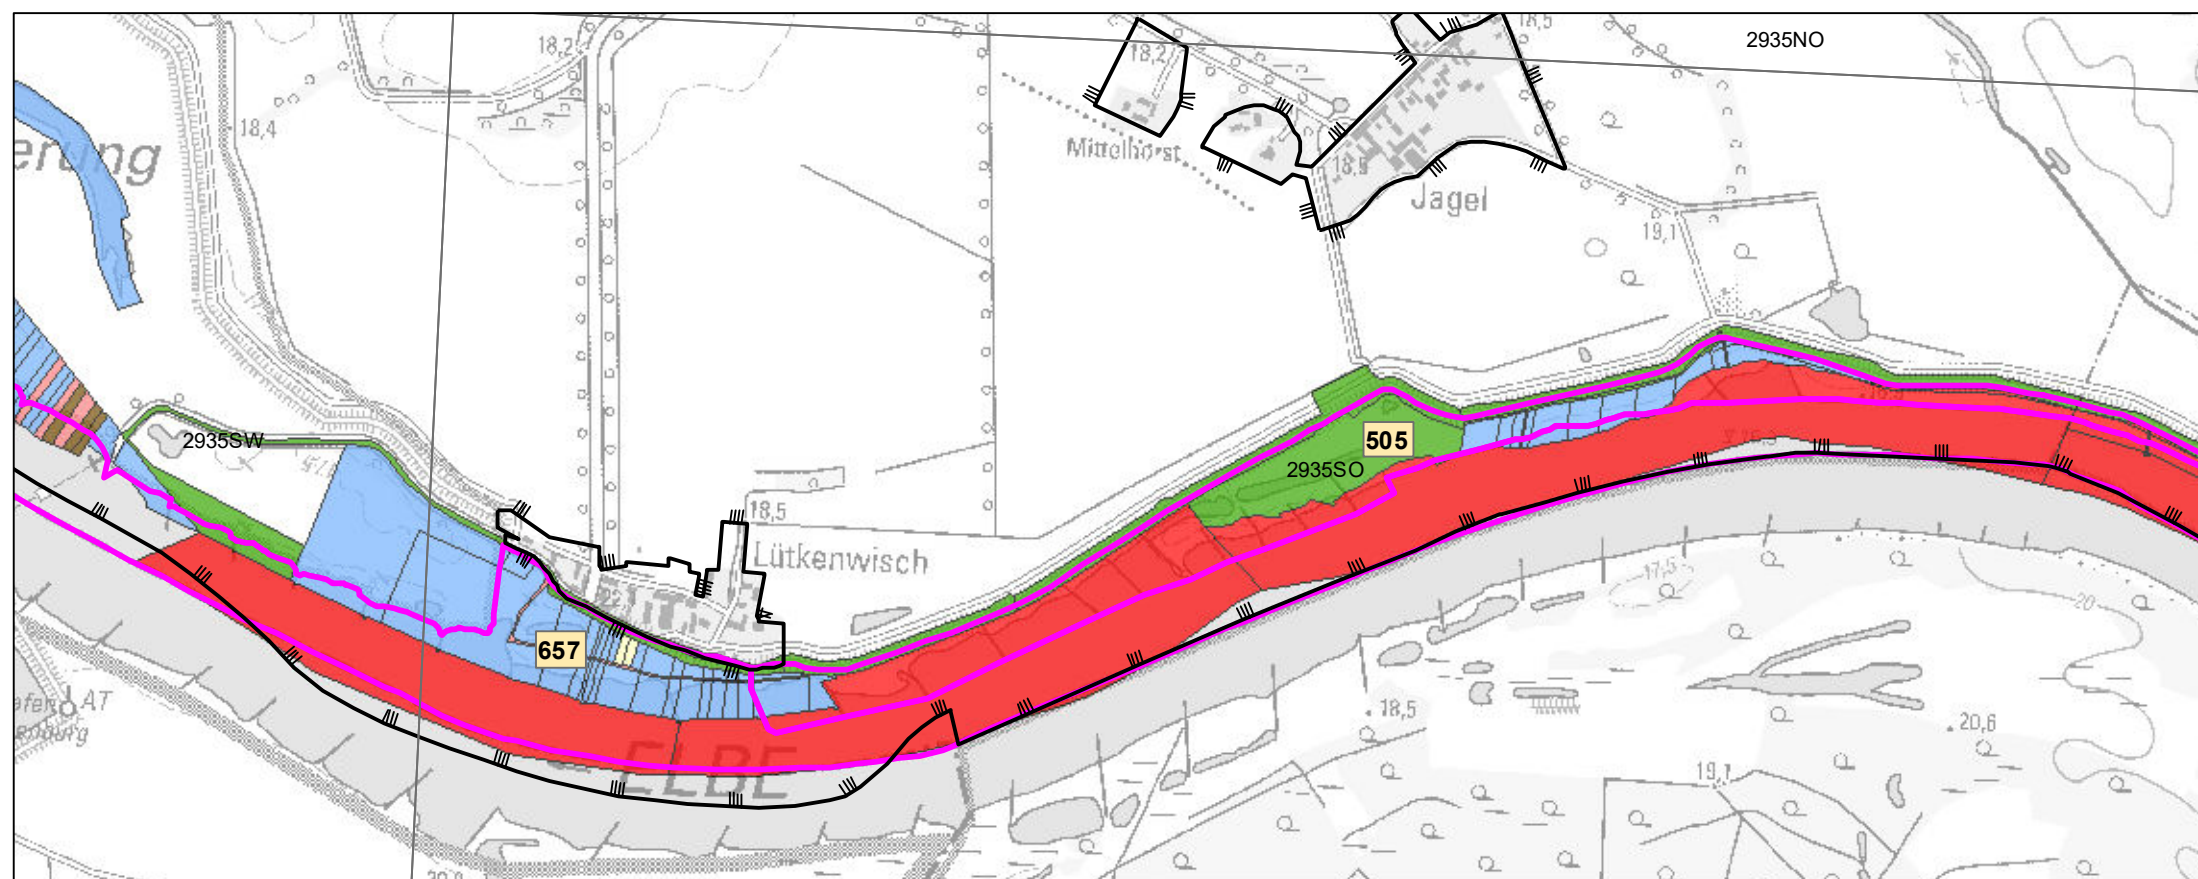 18,2
18,5
2935NO
18,2
18,4
erung
Mittelhorst
18,9
Jagel
19,1
2935SW
505
2935SO
18,5
Lütkenwisch
17,5
20
657
AT
18,5
20,6
ELBE
19,7